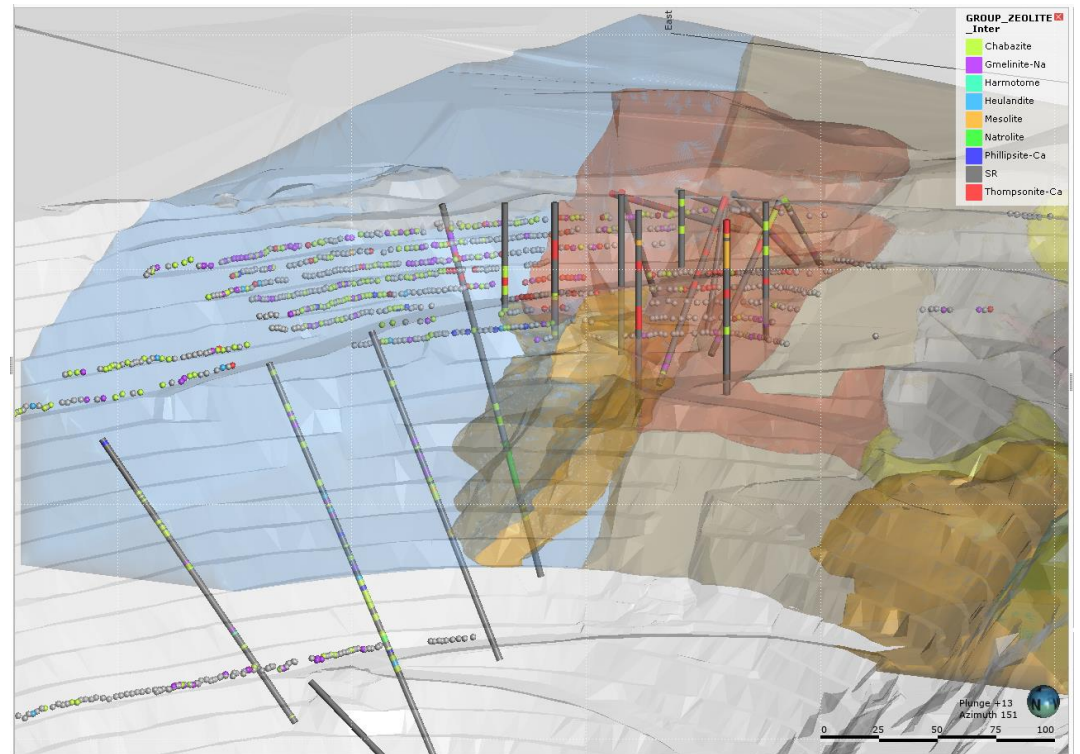 East
GROUP_ZEOLITE
_Inter
Chabazite
Gmelinite-Na
Harmotome
Heulandite
Mesolite
Natrolite
Phillipsite-Ca
SR
Thompsonite-Ca
Plunge +13
Azimuth 151
0 25 50 75 100
N